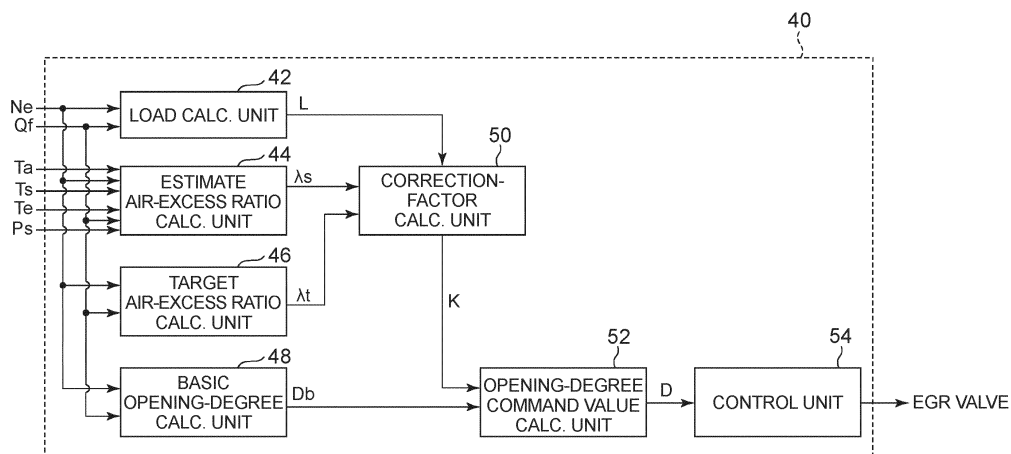 40
42
Ne
Qf
LOAD CALC. UNIT
L
50
44
Ta
Ts
Te
Ps
ESTIMATE
AIR-EXCESS RATIO
CALC. UNIT
λs
CORRECTION-
FACTOR
CALC. UNIT
46
TARGET
AIR-EXCESS RATIO
CALC. UNIT
λt
K
48
BASIC
OPENING-DEGREE
CALC. UNIT
Db
52
OPENING-DEGREE
COMMAND VALUE
CALC. UNIT
D
54
CONTROL UNIT
EGR VALVE